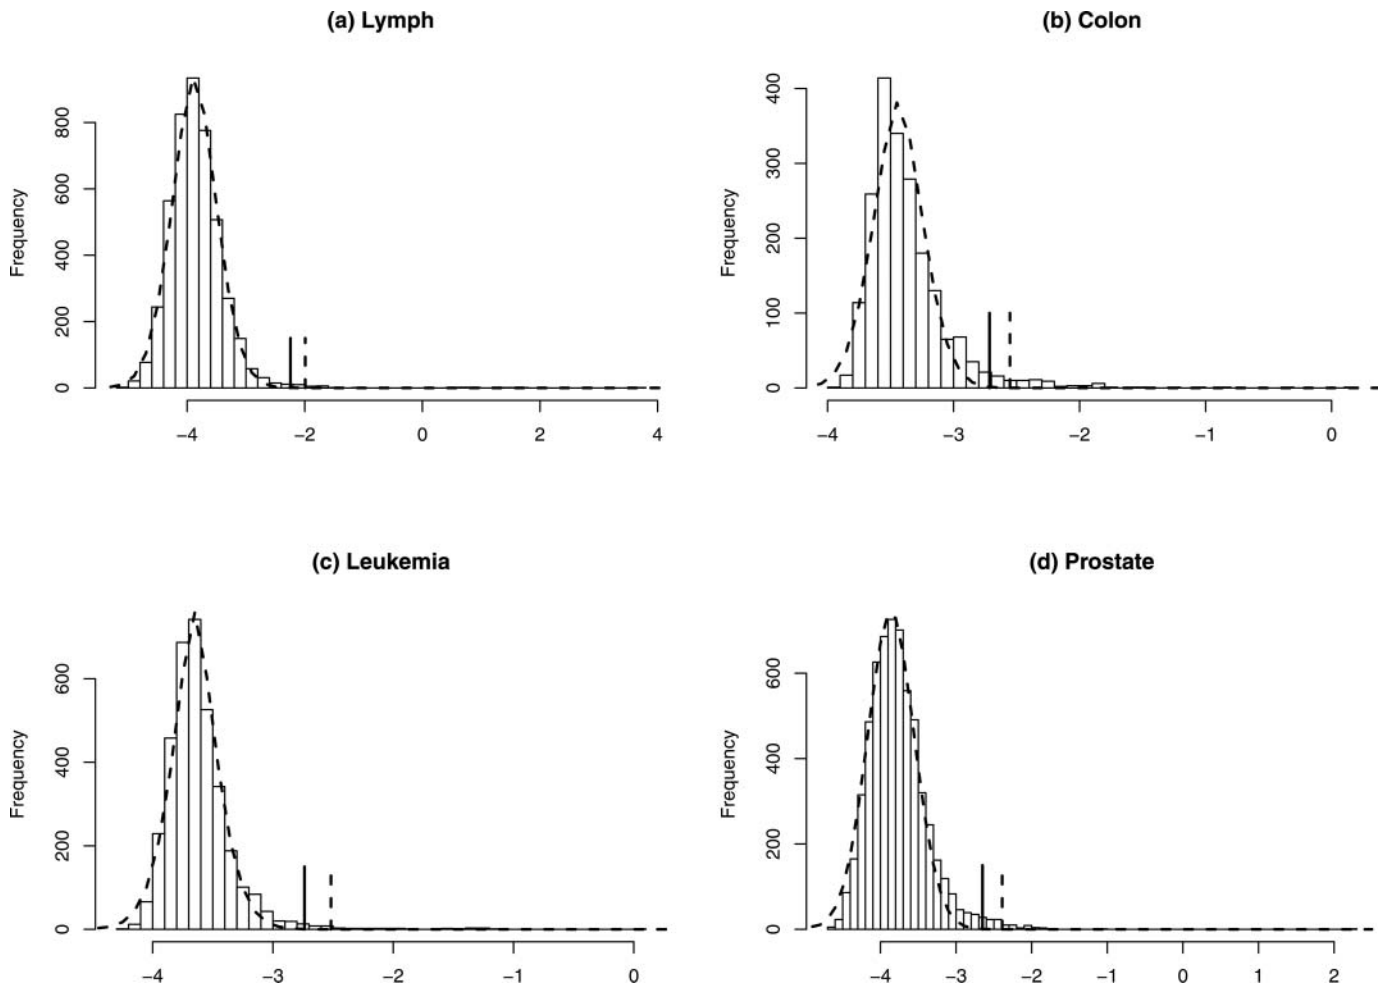 (a) Lymph
Frequency
0 200 400 600 800
−4 −2 0 2 4
(b) Colon
Frequency
0 100 200 300 400
−4 −3 −2 −1 0
(c) Leukemia
Frequency
0 200 400 600
−4 −3 −2 −1 0
(d) Prostate
Frequency
0 200 400 600
−4 −3 −2 −1 0 1 2